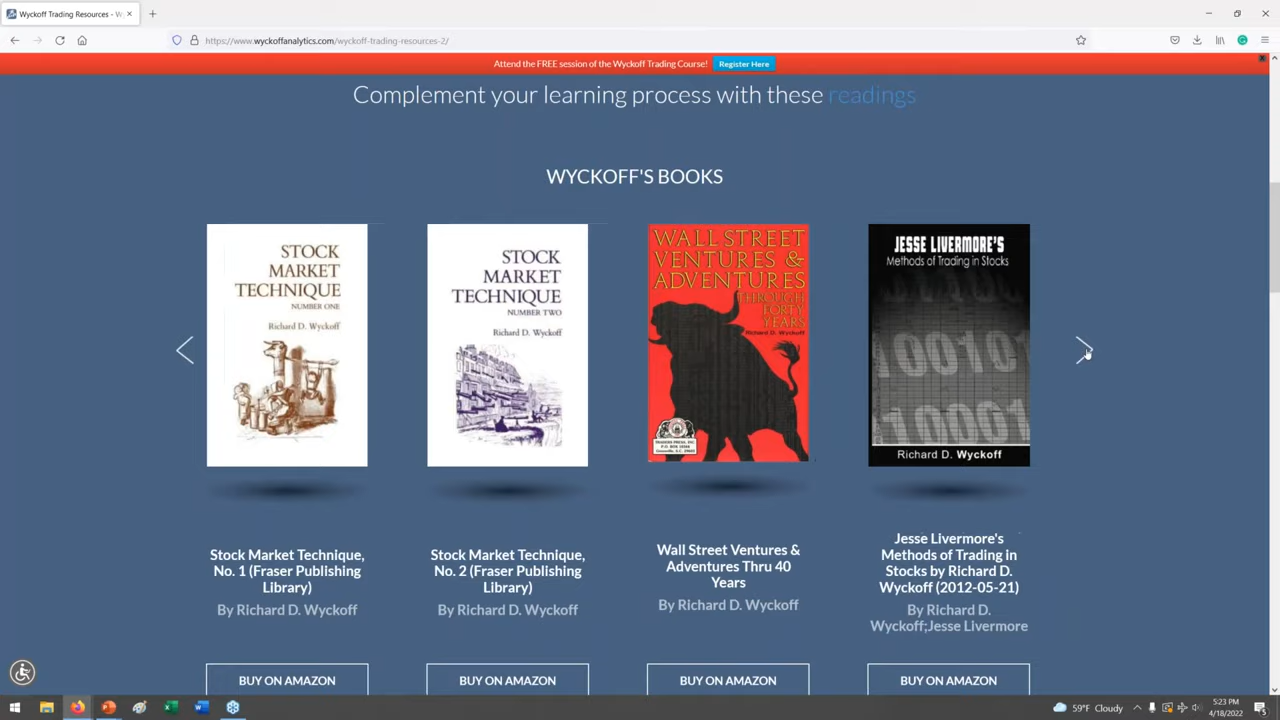 Wyckoff Trading Resources - W
https://www.wyckoffanalytics.com/wyckoff-trading-resources-2/
Attend the FREE session of the Wyckoff Trading Course! Register Here
Complement your learning process with these readings
WYCKOFF'S BOOKS
STOCK
MARKET
TECHNIQUE
NUMBER ONE
Richard D. Wyckoff
STOCK
MARKET
TECHNIQUE
NUMBER TWO
Richard D. Wyckoff
WALL STREET
VENTURES &
ADVENTURES
THROUGH
FORTY
YEARS
Richard D. Wyckoff
TRADERS PRESS, INC.
JESSE LIVERMORE'S
Methods of Trading in Stocks
100101
10001
Richard D. Wyckoff
Stock Market Technique,
No. 1 (Fraser Publishing
Library)
By Richard D. Wyckoff
BUY ON AMAZON
Stock Market Technique,
No. 2 (Fraser Publishing
Library)
By Richard D. Wyckoff
BUY ON AMAZON
Wall Street Ventures &
Adventures Thru 40
Years
By Richard D. Wyckoff
BUY ON AMAZON
Jesse Livermore's
Methods of Trading in
Stocks by Richard D.
Wyckoff (2012-05-21)
By Richard D.
Wyckoff;Jesse Livermore
BUY ON AMAZON
59°F Cloudy
5:23 PM
4/18/2022
5